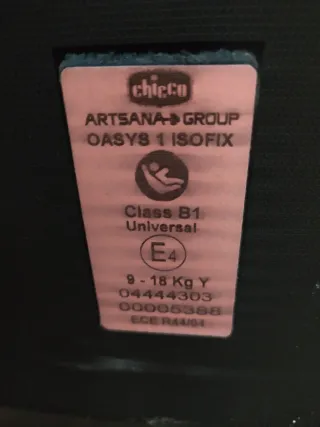 chicco
ARTSANA GROUP
OASYS 1 ISOFIX
Class B1
Universal
E4
9 - 18 Kg Y
04444303
00005388
ECE R44/04